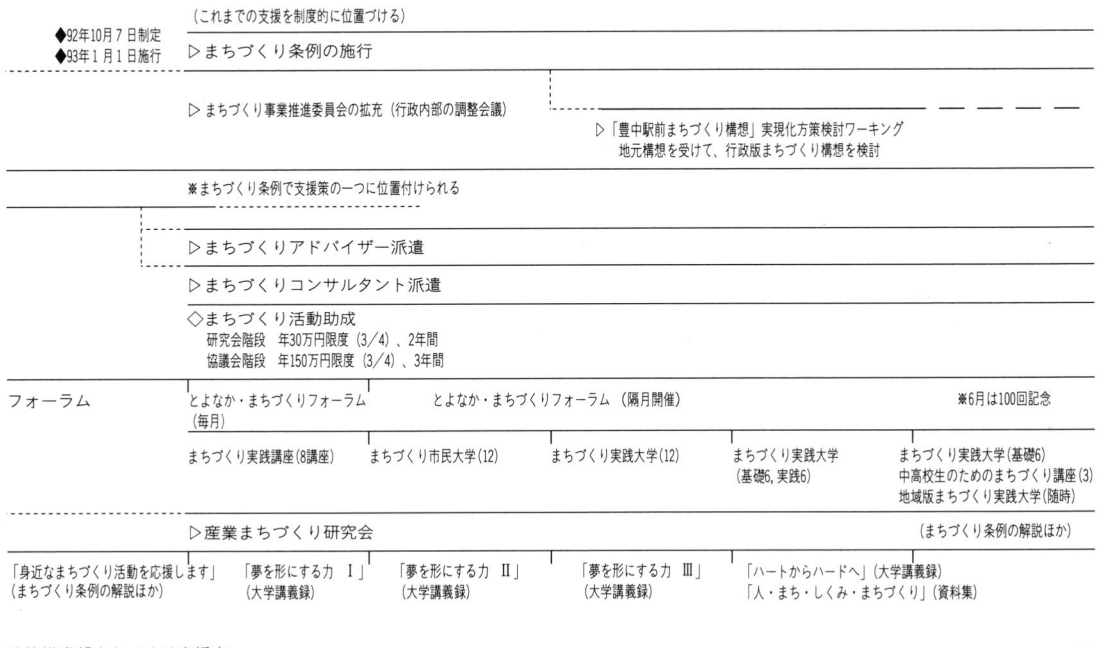 (これまでの支援を制度的に位置づける)
◆92年10月7日制定
◆93年1月1日施行
▷まちづくり条例の施行
▷まちづくり事業推進委員会の拡充(行政内部の調整会議)
▷「豊中駅前まちづくり構想」実現化方策検討ワーキング
地元構想を受けて、行政版まちづくり構想を検討
※まちづくり条例で支援策の一つに位置付けられる
▷まちづくりアドバイザー派遣
▷まちづくりコンサルタント派遣
◇まちづくり活動助成
研究会階段 年30万円限度(3/4)、2年間
協議会階段 年150万円限度(3/4)、3年間
フォーラム
とよなか・まちづくりフォーラム
(毎月)
とよなか・まちづくりフォーラム (隔月開催)
※6月は100回記念
まちづくり実践講座(8講座)
まちづくり市民大学(12)
まちづくり実践大学(12)
まちづくり実践大学
(基礎6,実践6)
まちづくり実践大学(基礎6)
中高校生のためのまちづくり講座(3)
地域版まちづくり実践大学(随時)
▷産業まちづくり研究会
(まちづくり条例の解説ほか)
「身近なまちづくり活動を応援します」
(まちづくり条例の解説ほか)
「夢を形にする力 Ⅰ」
(大学講義録)
「夢を形にする力 Ⅱ」
(大学講義録)
「夢を形にする力 Ⅲ」
(大学講義録)
「ハートからハードへ」(大学講義録)
「人・まち・しくみ・まちづくり」(資料集)